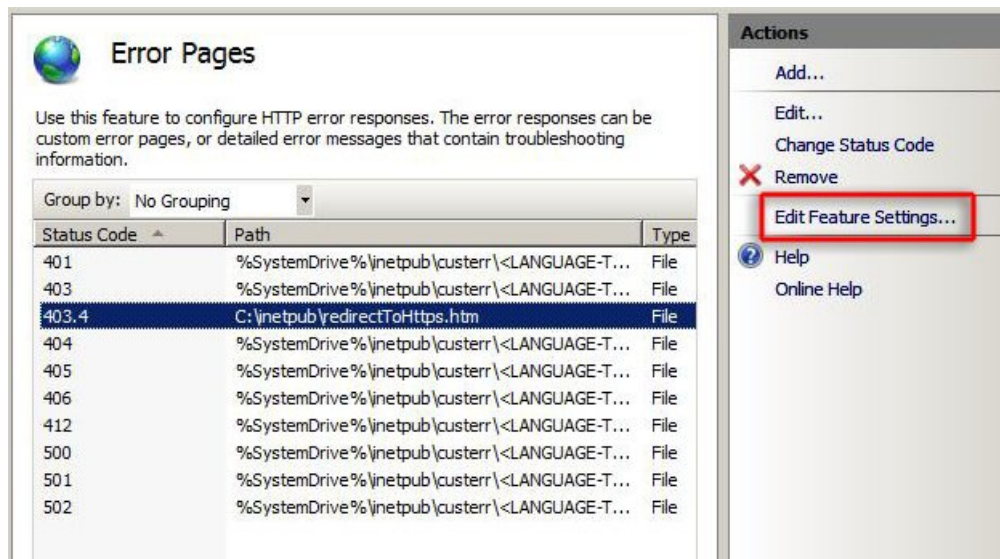 Error Pages
Use this feature to configure HTTP error responses. The error responses can be
custom error pages, or detailed error messages that contain troubleshooting
information.
Group by: No Grouping
Status Code Path Type
401 %SystemDrive%\inetpub\custerr\<LANGUAGE-T... File
403 %SystemDrive%\inetpub\custerr\<LANGUAGE-T... File
403.4 C:\inetpub\redirectToHttps.htm File
404 %SystemDrive%\inetpub\custerr\<LANGUAGE-T... File
405 %SystemDrive%\inetpub\custerr\<LANGUAGE-T... File
406 %SystemDrive%\inetpub\custerr\<LANGUAGE-T... File
412 %SystemDrive%\inetpub\custerr\<LANGUAGE-T... File
500 %SystemDrive%\inetpub\custerr\<LANGUAGE-T... File
501 %SystemDrive%\inetpub\custerr\<LANGUAGE-T... File
502 %SystemDrive%\inetpub\custerr\<LANGUAGE-T... File
Actions
Add...
Edit...
Change Status Code
Remove
Edit Feature Settings...
Help
Online Help